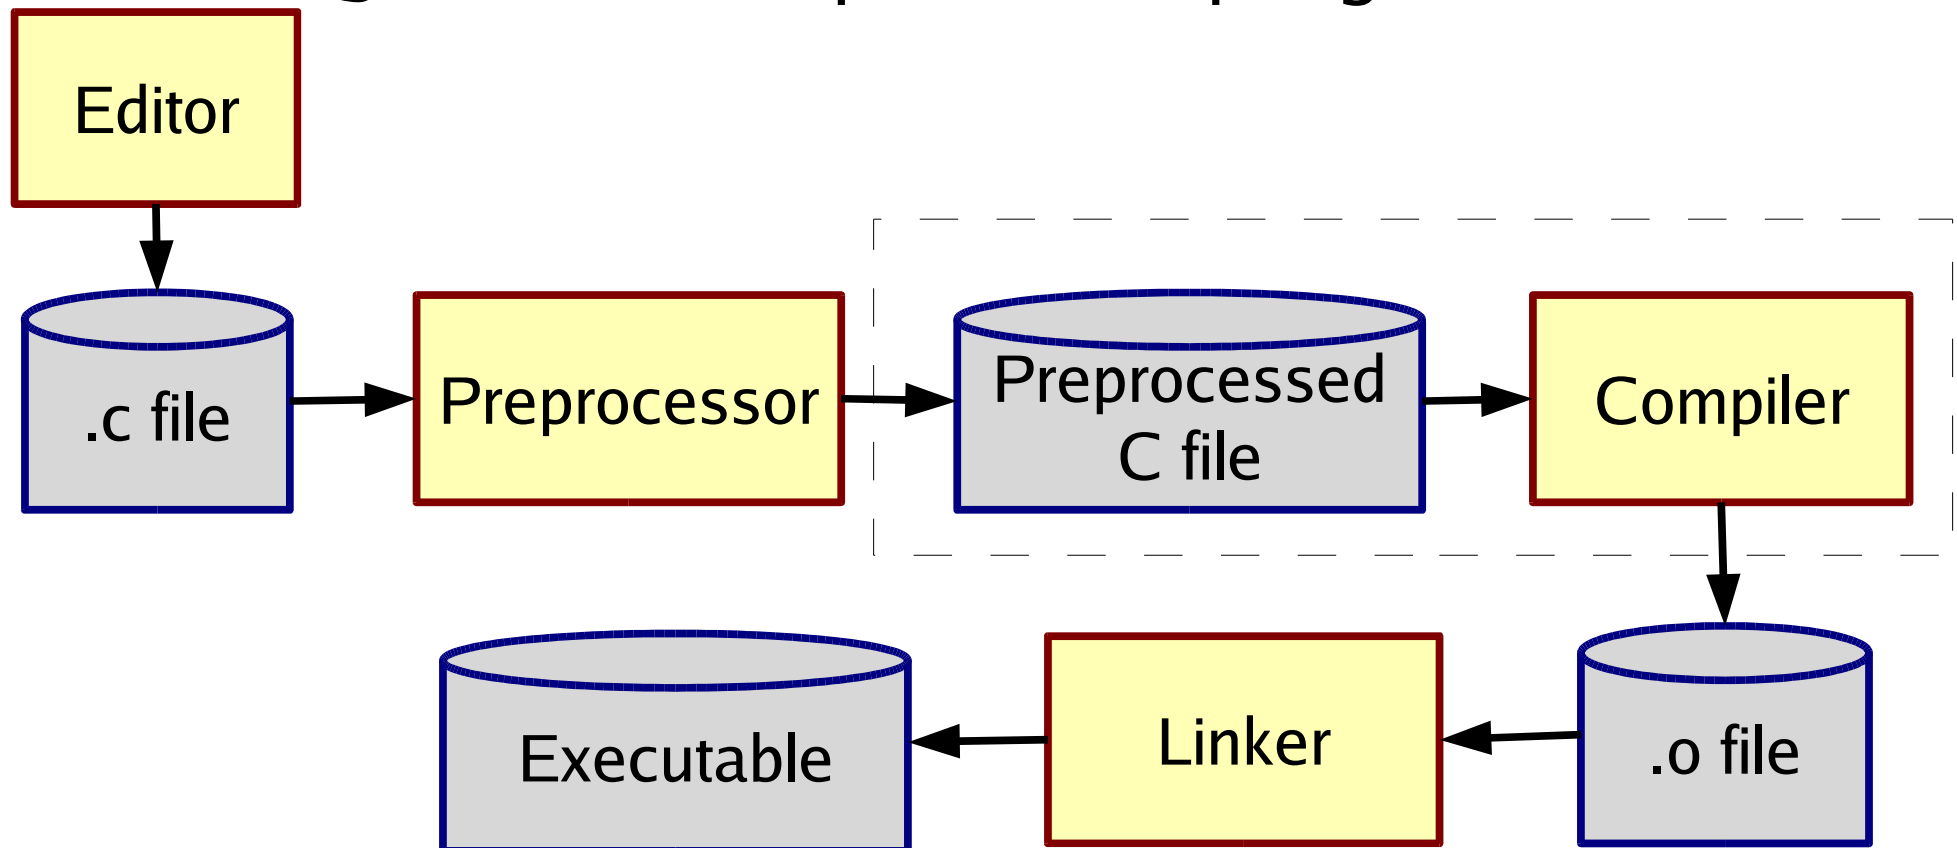 Editor
.c file
Preprocessor
Preprocessed
C file
Compiler
Executable
Linker
.o file